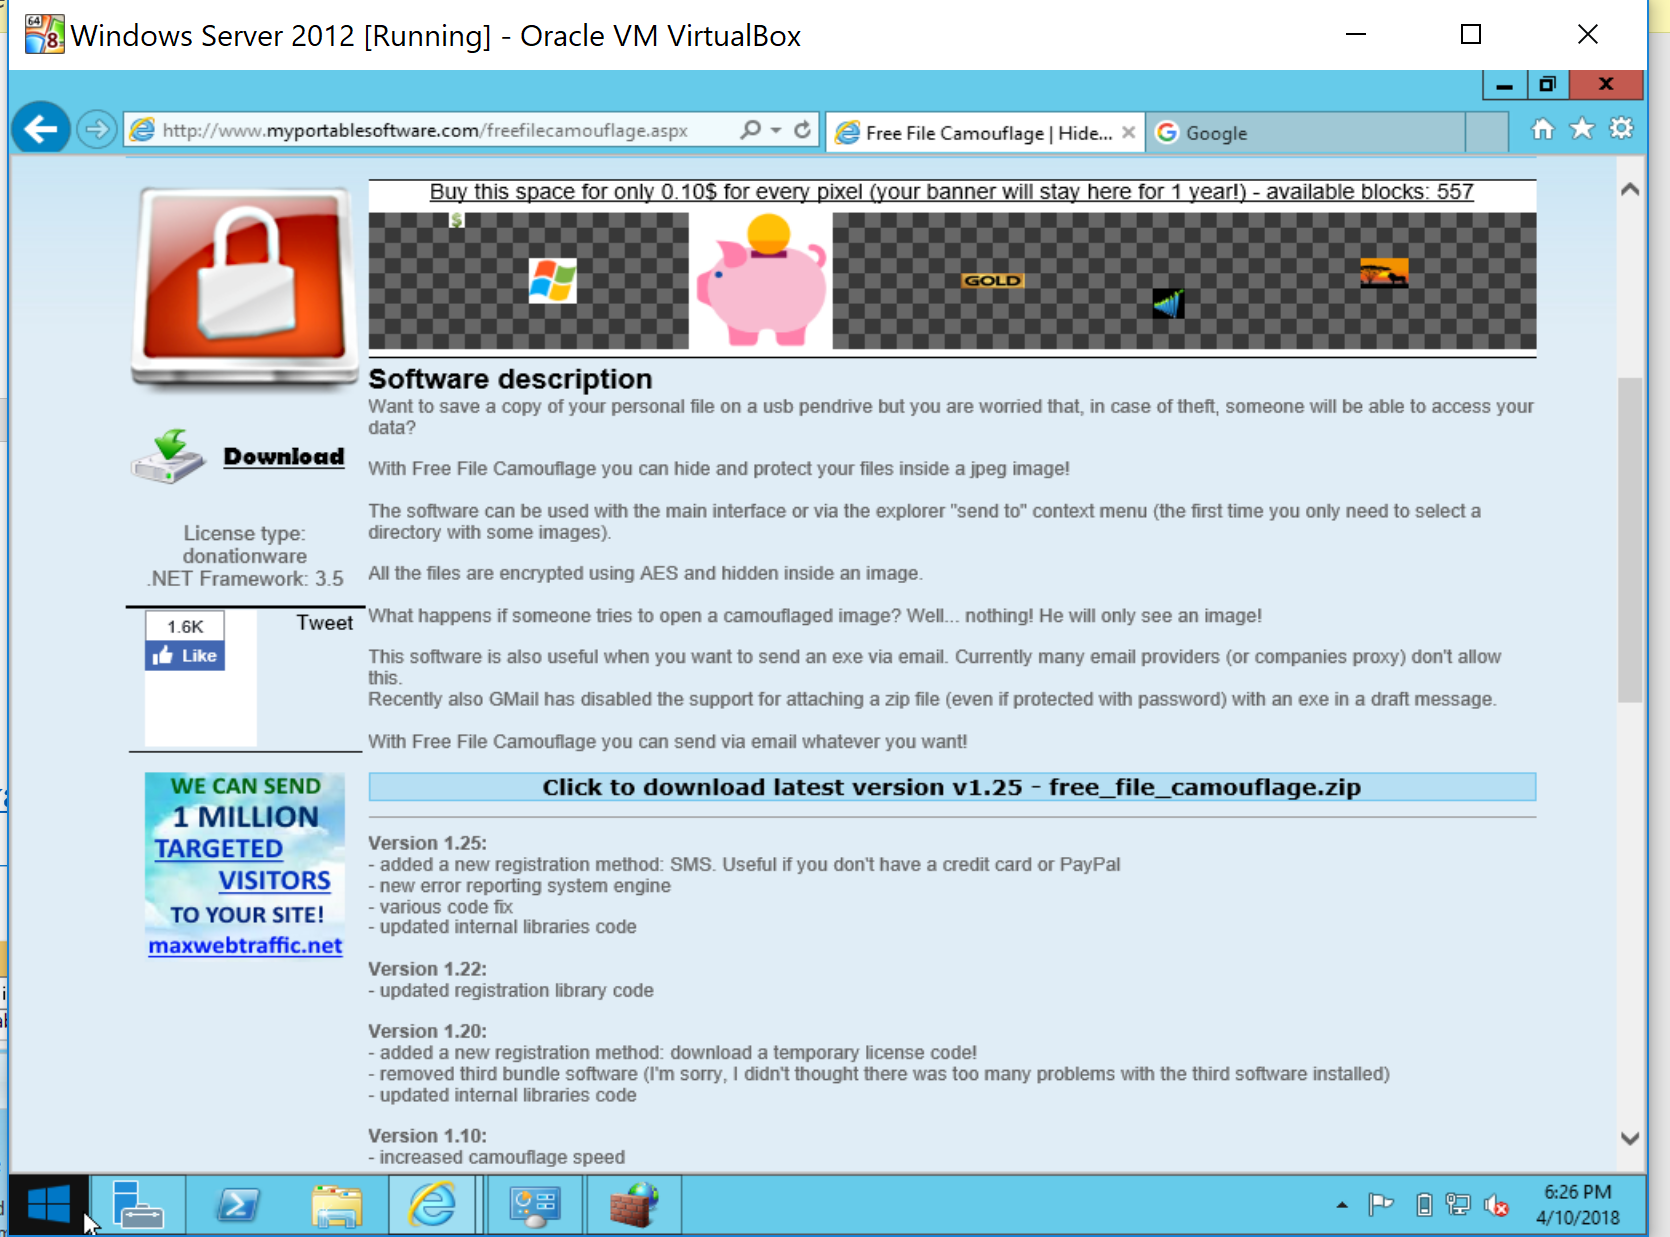 64
8
Windows Server 2012 [Running] - Oracle VM VirtualBox
http://www.myportablesoftware.com/freefilecamouflage.aspx
Free File Camouflage | Hide...
Google
Buy this space for only 0.10$ for every pixel (your banner will stay here for 1 year!) - available blocks: 557
$
GOLD
Software description
Want to save a copy of your personal file on a usb pendrive but you are worried that, in case of theft, someone will be able to access your
data?
Download
With Free File Camouflage you can hide and protect your files inside a jpeg image!
The software can be used with the main interface or via the explorer "send to" context menu (the first time you only need to select a
directory with some images).
License type:
donationware
.NET Framework: 3.5
All the files are encrypted using AES and hidden inside an image.
What happens if someone tries to open a camouflaged image? Well... nothing! He will only see an image!
1.6K
Like
Tweet
This software is also useful when you want to send an exe via email. Currently many email providers (or companies proxy) don't allow
this.
Recently also GMail has disabled the support for attaching a zip file (even if protected with password) with an exe in a draft message.
With Free File Camouflage you can send via email whatever you want!
WE CAN SEND
1 MILLION
TARGETED
VISITORS
TO YOUR SITE!
maxwebtraffic.net
Click to download latest version v1.25 - free_file_camouflage.zip
Version 1.25:
- added a new registration method: SMS. Useful if you don't have a credit card or PayPal
- new error reporting system engine
- various code fix
- updated internal libraries code
Version 1.22:
- updated registration library code
Version 1.20:
- added a new registration method: download a temporary license code!
- removed third bundle software (I'm sorry, I didn't thought there was too many problems with the third software installed)
- updated internal libraries code
Version 1.10:
- increased camouflage speed
6:26 PM
4/10/2018